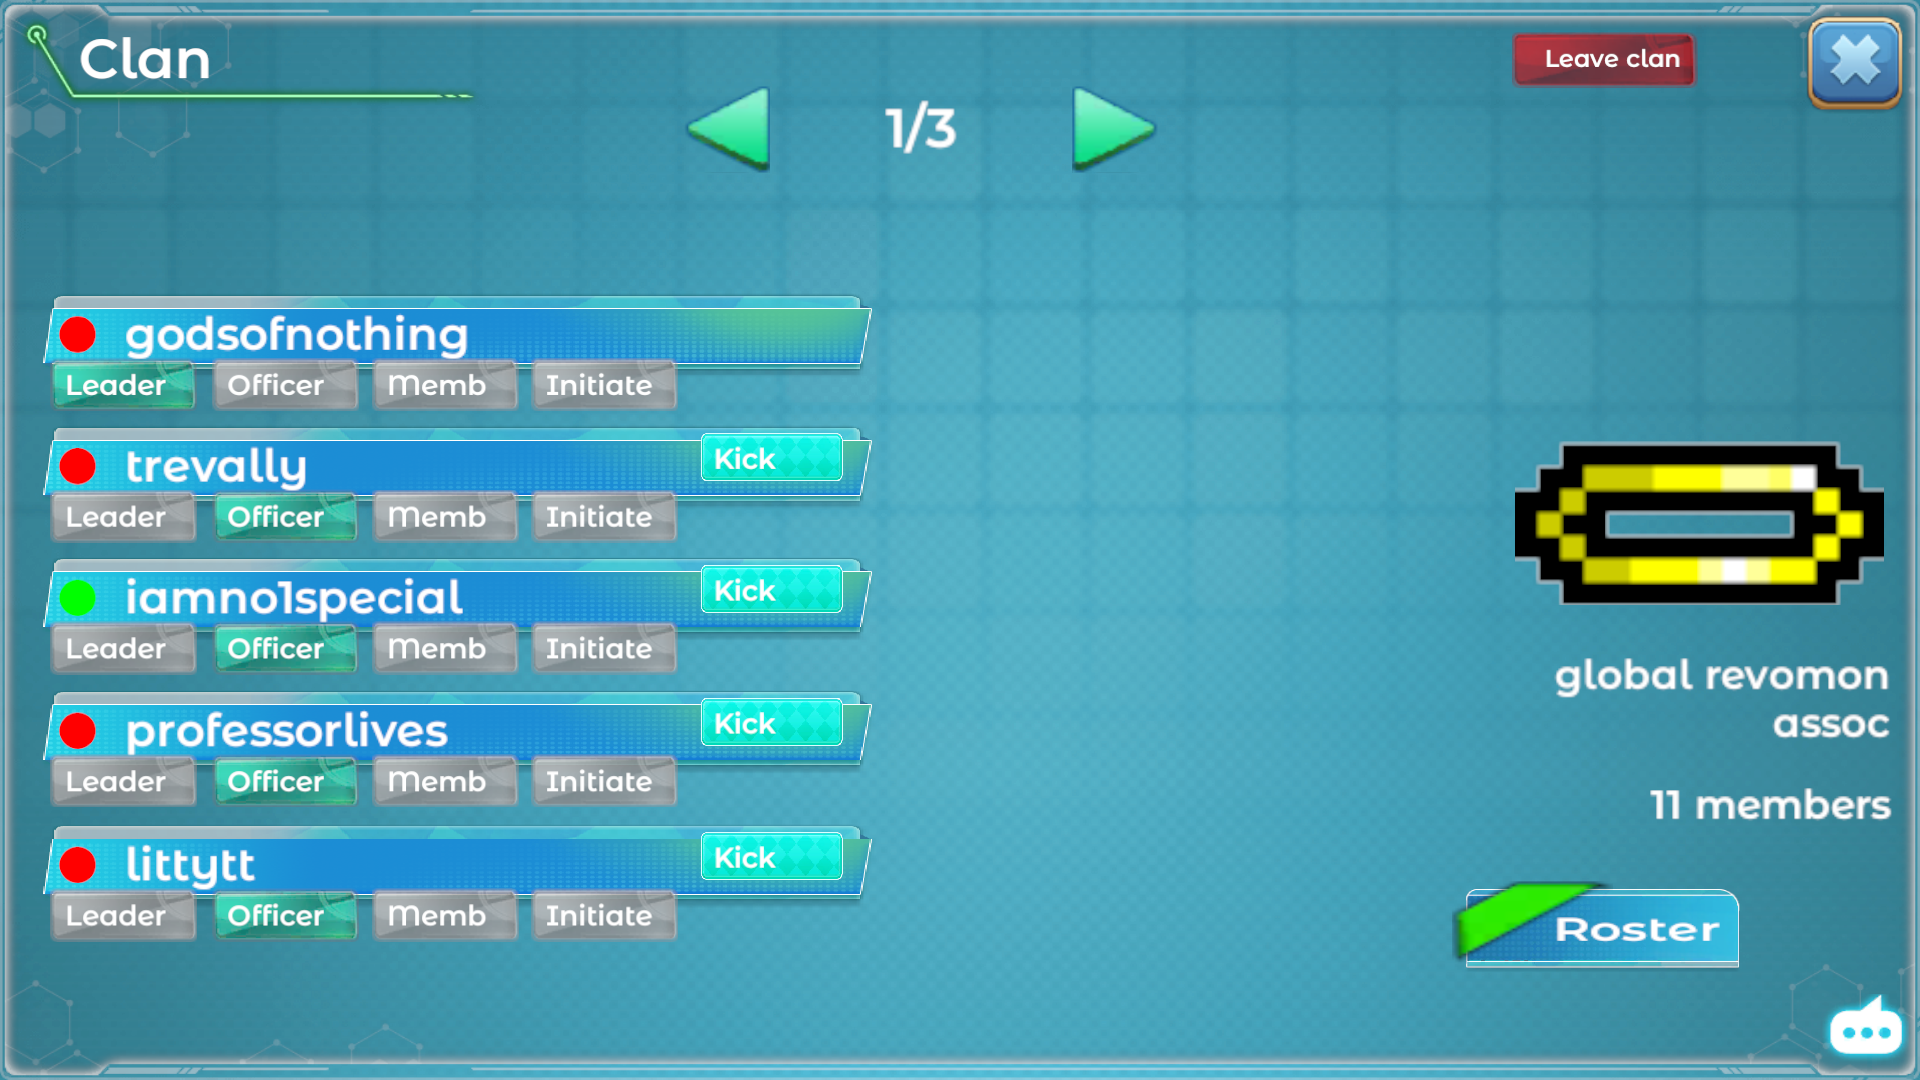 Clan
Leave clan
1/3
godsofnothing
Leader Officer Memb Initiate
trevally Kick
Leader Officer Memb Initiate
iamno1special Kick
Leader Officer Memb Initiate
professorlives Kick
Leader Officer Memb Initiate
littytt Kick
Leader Officer Memb Initiate
global revomon
assoc
11 members
Roster